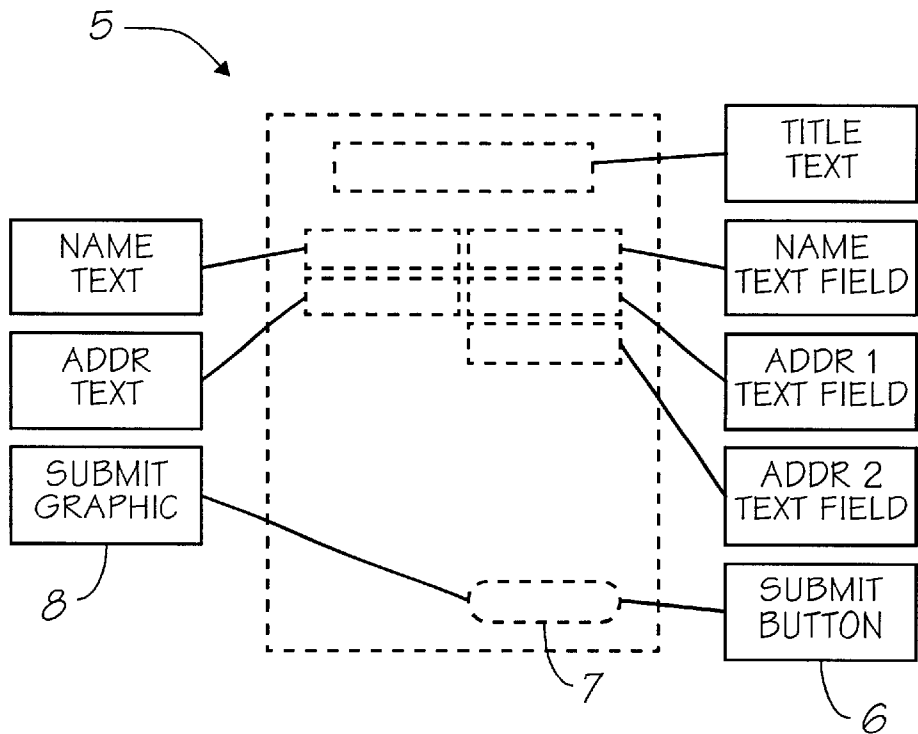 5
TITLE
TEXT
NAME
TEXT
NAME
TEXT FIELD
ADDR
TEXT
ADDR 1
TEXT FIELD
SUBMIT
GRAPHIC
ADDR 2
TEXT FIELD
8
7
SUBMIT
BUTTON
6